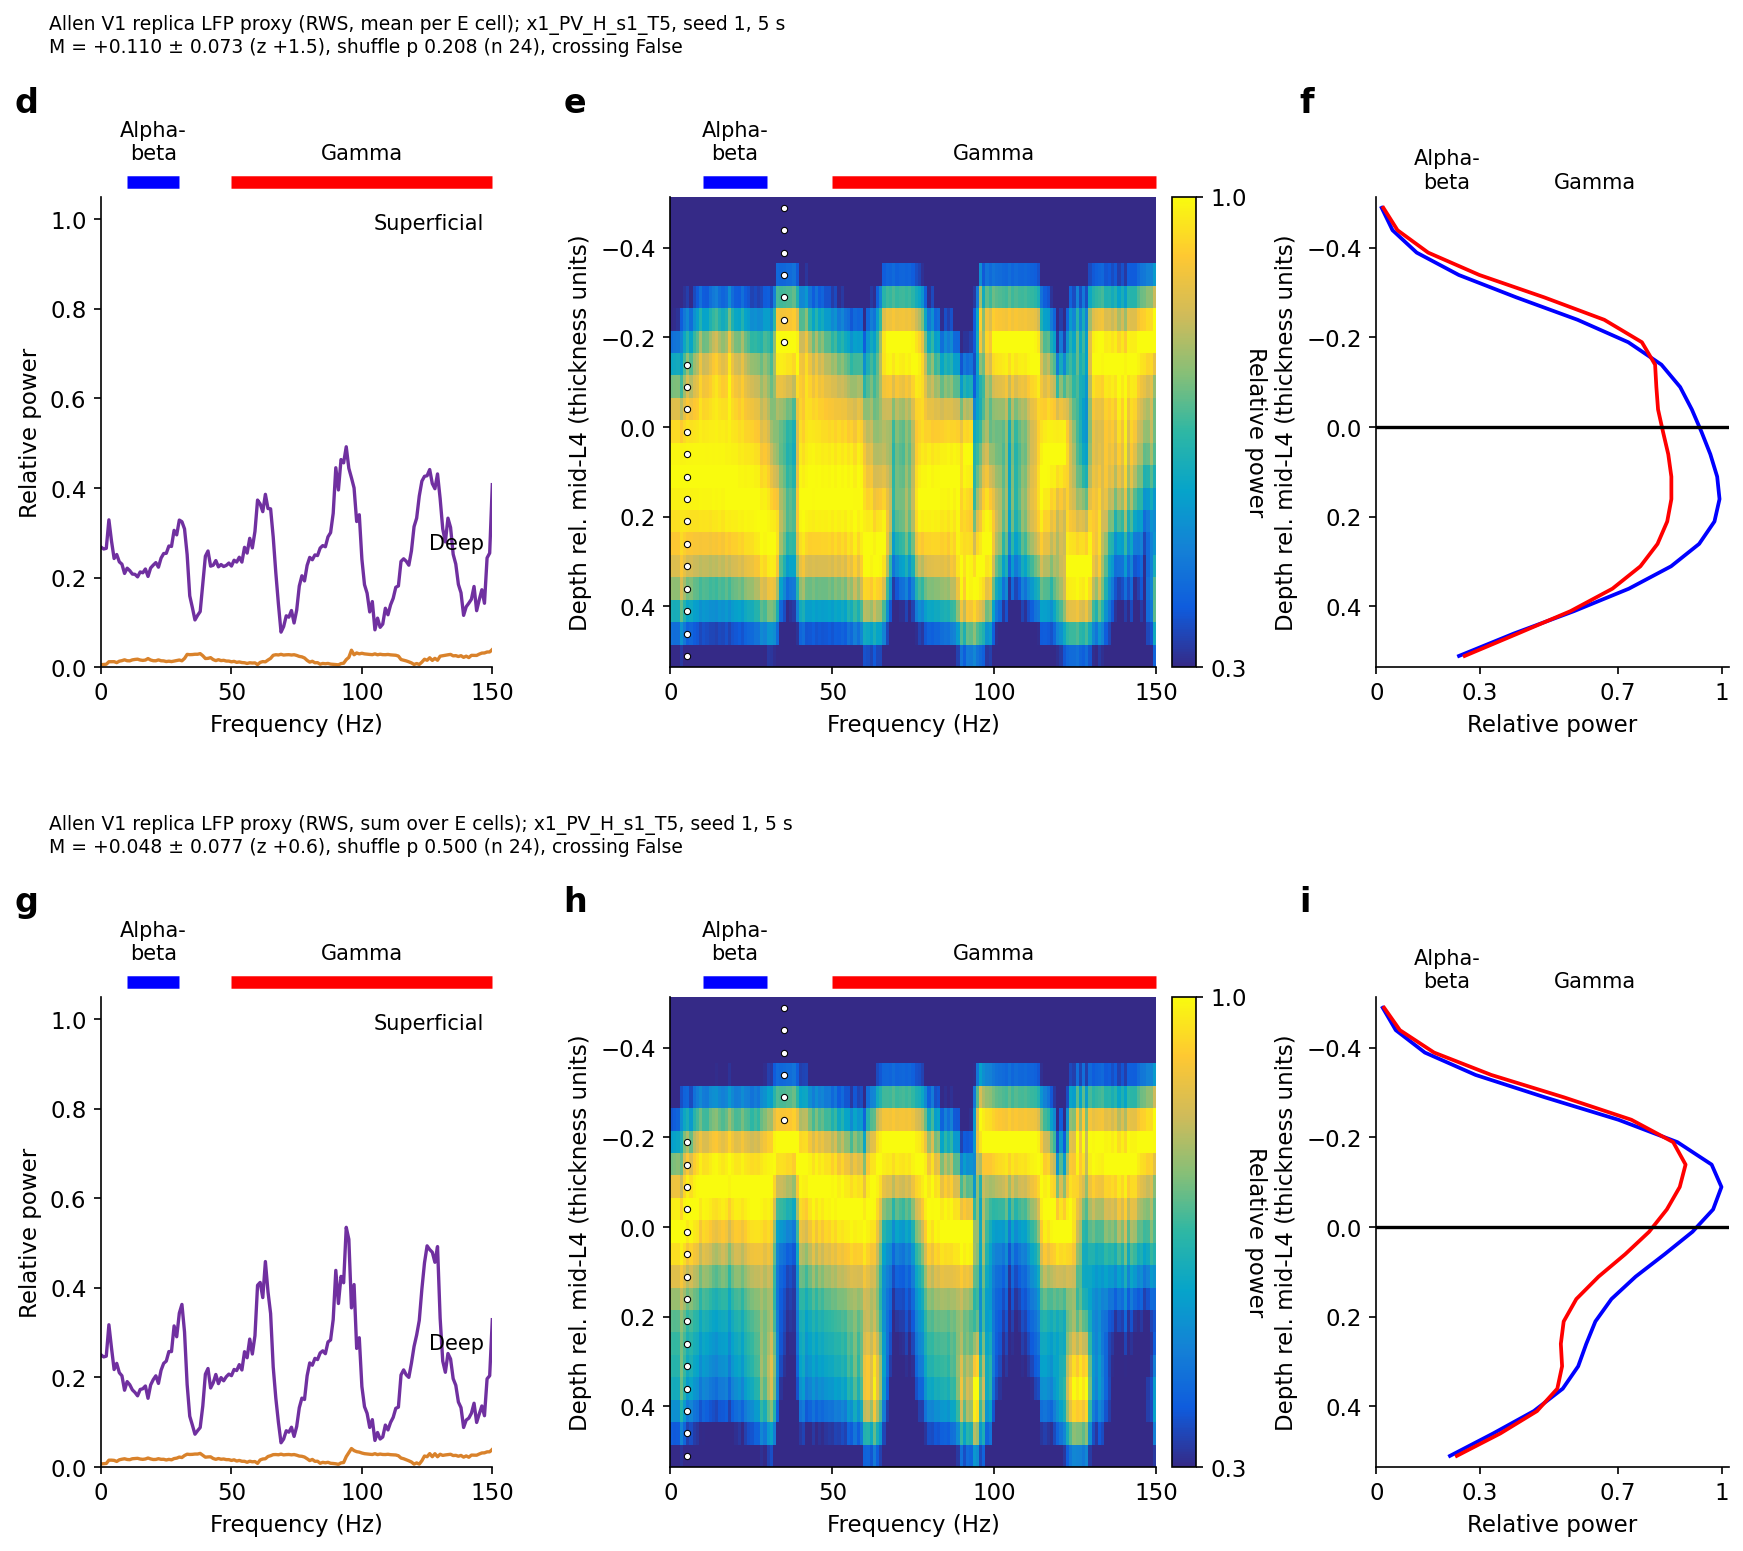 Allen V1 replica LFP proxy (RWS, mean per E cell); x1_PV_H_s1_T5, seed 1, 5 s
M = +0.110 ± 0.073 (z +1.5), shuffle p 0.208 (n 24), crossing False
d
Alpha-
beta
Gamma
Superficial
Deep
Relative power
1.0
0.8
0.6
0.4
0.2
0.0
0
50
100
150
Frequency (Hz)
e
Alpha-
beta
Gamma
Depth rel. mid-L4 (thickness units)
−0.4
−0.2
0.0
0.2
0.4
0
50
100
150
Frequency (Hz)
1.0
0.3
Relative power
f
Alpha-
beta
Gamma
Depth rel. mid-L4 (thickness units)
−0.4
−0.2
0.0
0.2
0.4
0
0.3
0.7
1
Relative power
Allen V1 replica LFP proxy (RWS, sum over E cells); x1_PV_H_s1_T5, seed 1, 5 s
M = +0.048 ± 0.077 (z +0.6), shuffle p 0.500 (n 24), crossing False
g
Alpha-
beta
Gamma
Superficial
Deep
Relative power
1.0
0.8
0.6
0.4
0.2
0.0
0
50
100
150
Frequency (Hz)
h
Alpha-
beta
Gamma
Depth rel. mid-L4 (thickness units)
−0.4
−0.2
0.0
0.2
0.4
0
50
100
150
Frequency (Hz)
1.0
0.3
Relative power
i
Alpha-
beta
Gamma
Depth rel. mid-L4 (thickness units)
−0.4
−0.2
0.0
0.2
0.4
0
0.3
0.7
1
Relative power